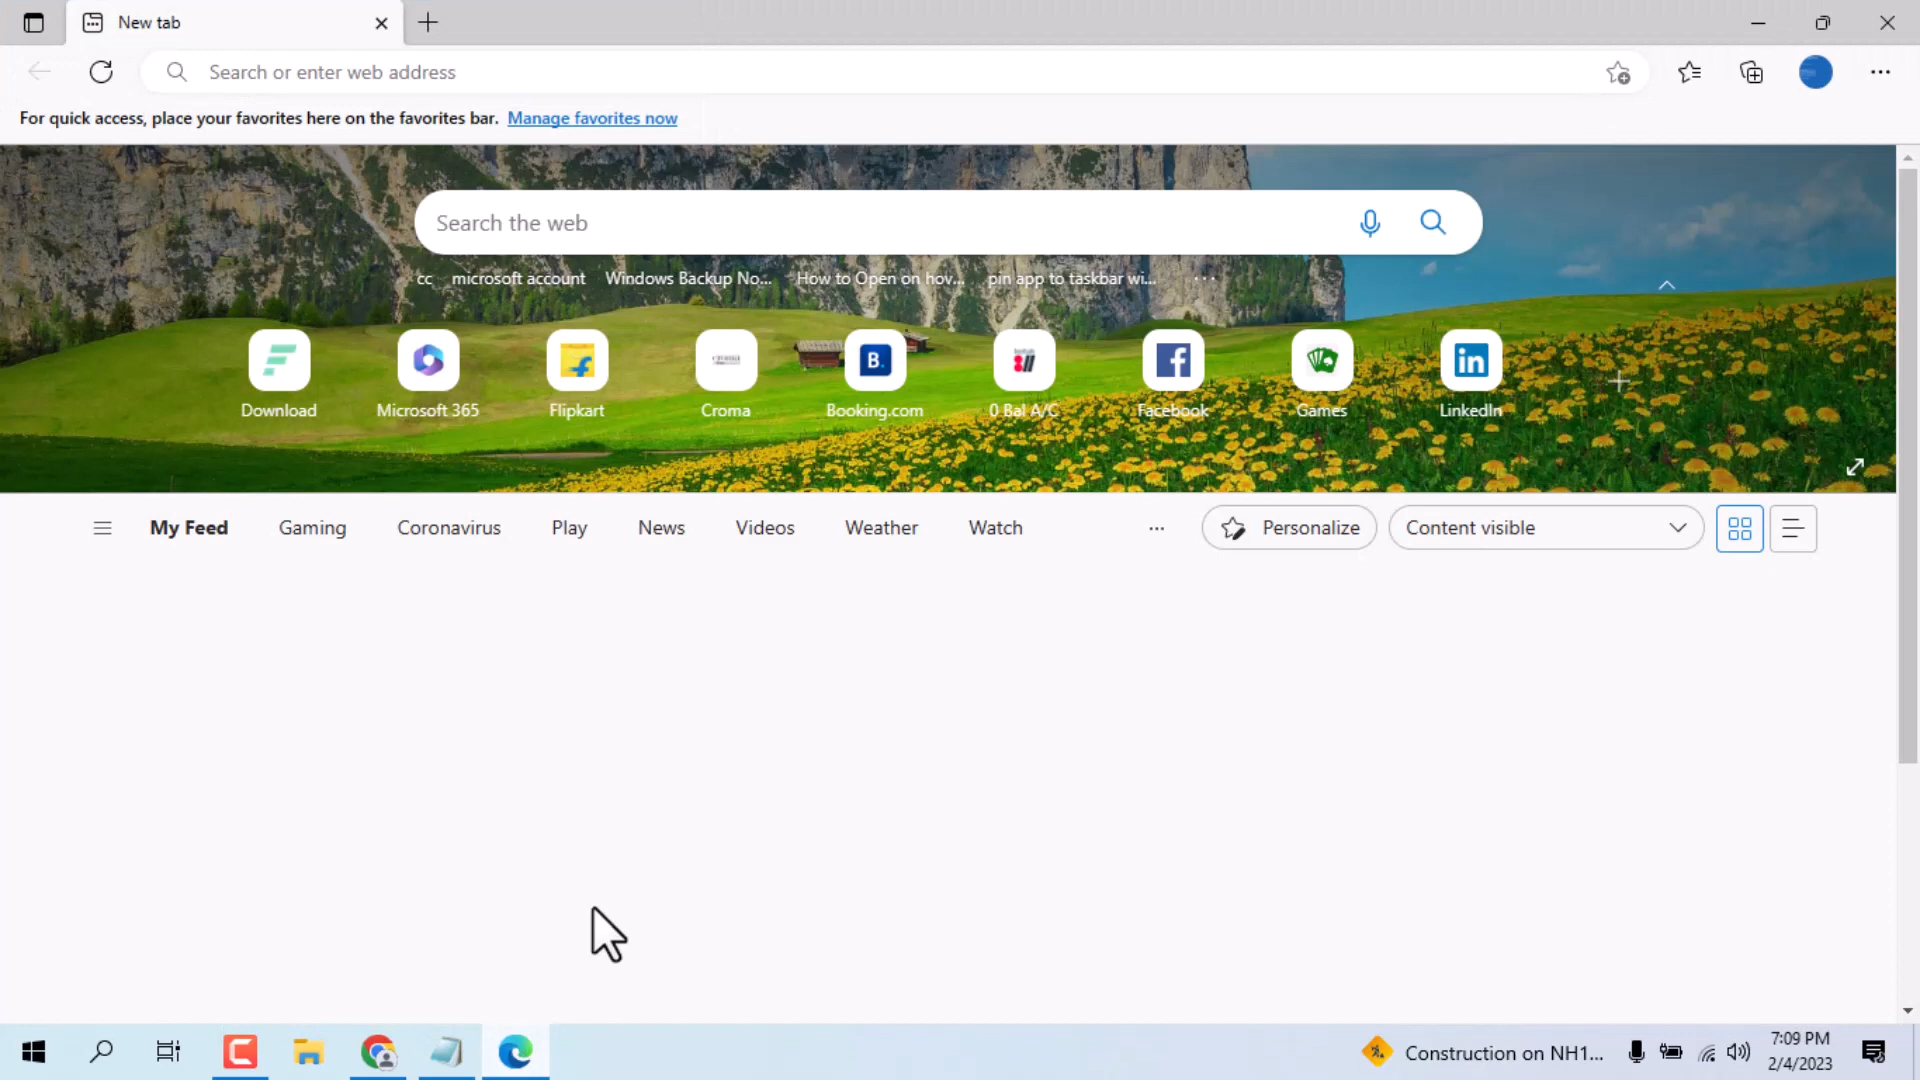 New tab
Search or enter web address
For quick access, place your favorites here on the favorites bar. Manage favorites now
Search the web
cc microsoft account Windows Backup No... How to Open on hov... pin app to taskbar wi... ...
croma
B.
Download Microsoft 365 Flipkart Croma Booking.com 0 Bal A/C Facebook Games LinkedIn
My Feed Gaming Coronavirus Play News Videos Weather Watch ... Personalize Content visible
Construction on NH1...
7:09 PM
2/4/2023